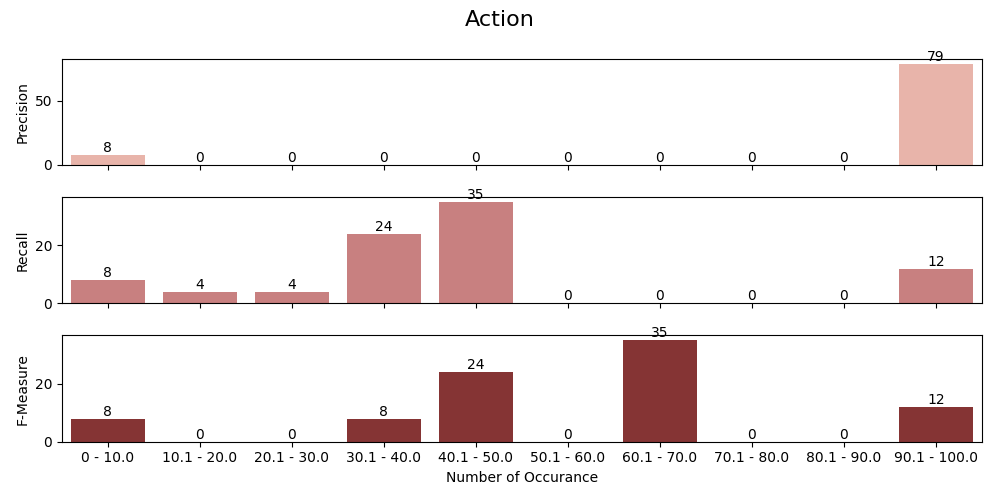 Action
Precision
50
0
8 0 0 0 0 0 0 0 0 79
Recall
20
0
8 4 4 24 35 0 0 0 0 12
F-Measure
20
0
8 0 0 8 24 0 35 0 0 12
0 - 10.0 10.1 - 20.0 20.1 - 30.0 30.1 - 40.0 40.1 - 50.0 50.1 - 60.0 60.1 - 70.0 70.1 - 80.0 80.1 - 90.0 90.1 - 100.0
Number of Occurance